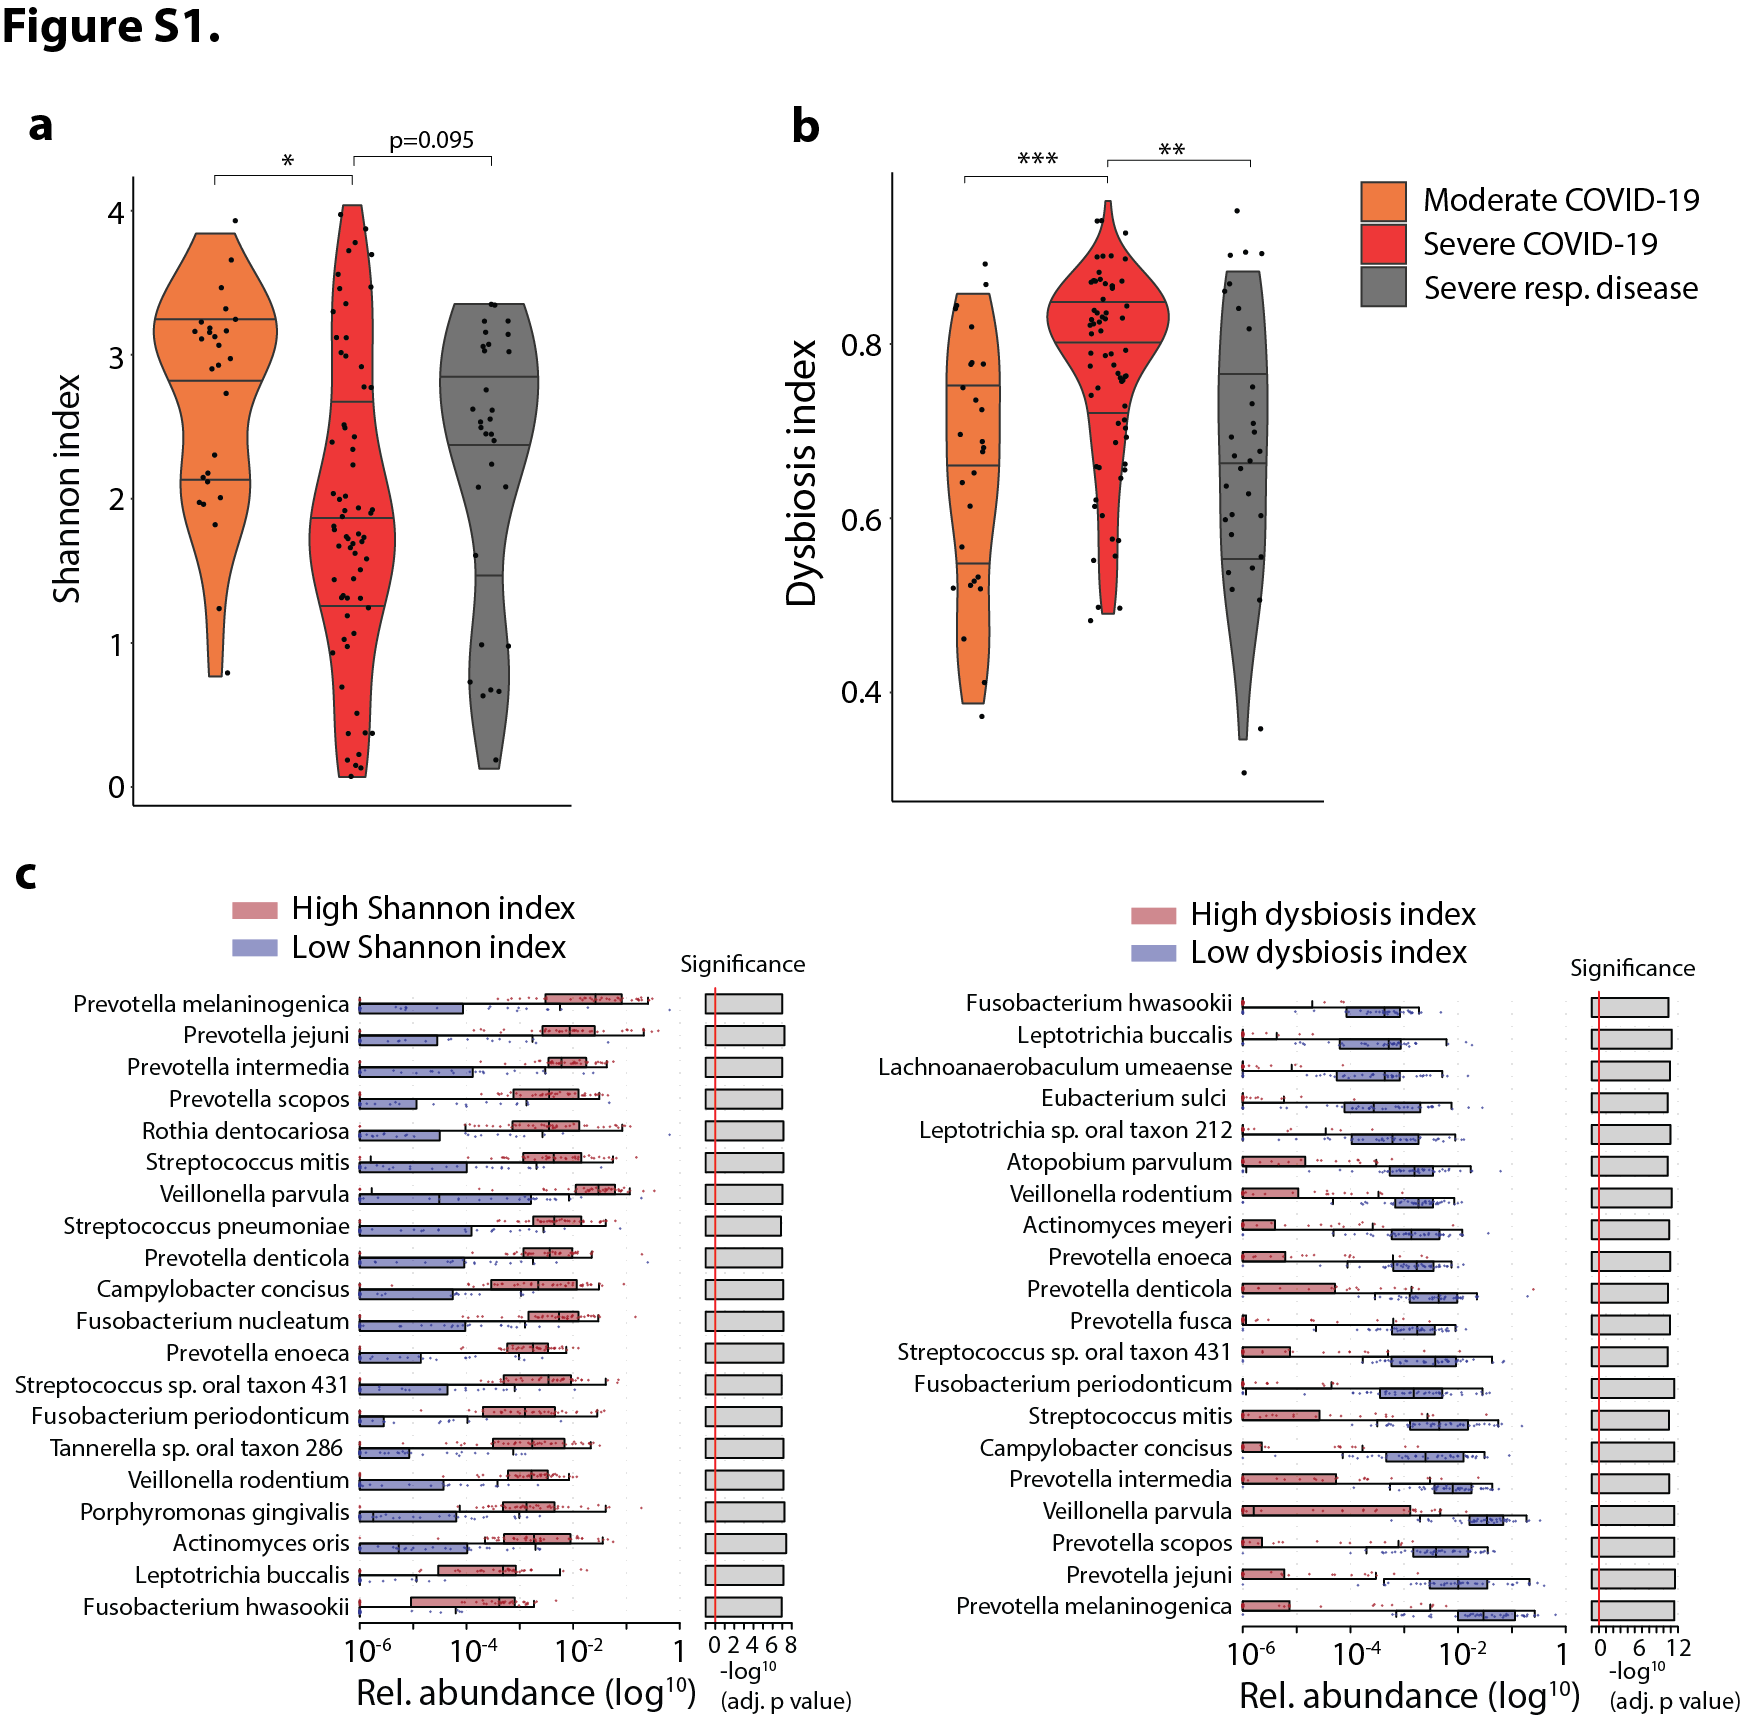 Figure S1.
a
*
p=0.095
Shannon index
4
3
2
1
0
b
***
**
Dysbiosis index
0.8
0.6
0.4
Moderate COVID-19
Severe COVID-19
Severe resp. disease
c
High Shannon index
Low Shannon index
Significance
Prevotella melaninogenica
Prevotella jejuni
Prevotella intermedia
Prevotella scopos
Rothia dentocariosa
Streptococcus mitis
Veillonella parvula
Streptococcus pneumoniae
Prevotella denticola
Campylobacter concisus
Fusobacterium nucleatum
Prevotella enoeca
Streptococcus sp. oral taxon 431
Fusobacterium periodonticum
Tannerella sp. oral taxon 286
Veillonella rodentium
Porphyromonas gingivalis
Actinomyces oris
Leptotrichia buccalis
Fusobacterium hwasookii
10-6 10-4 10-2 1
0 2 4 6 8
Rel. abundance (log10)
-log10
(adj. p value)
High dysbiosis index
Low dysbiosis index
Significance
Fusobacterium hwasookii
Leptotrichia buccalis
Lachnoanaerobaculum umeaense
Eubacterium sulci
Leptotrichia sp. oral taxon 212
Atopobium parvulum
Veillonella rodentium
Actinomyces meyeri
Prevotella enoeca
Prevotella denticola
Prevotella fusca
Streptococcus sp. oral taxon 431
Fusobacterium periodonticum
Streptococcus mitis
Campylobacter concisus
Prevotella intermedia
Veillonella parvula
Prevotella scopos
Prevotella jejuni
Prevotella melaninogenica
10-6 10-4 10-2 1
0 6 12
Rel. abundance (log10)
-log10
(adj. p value)